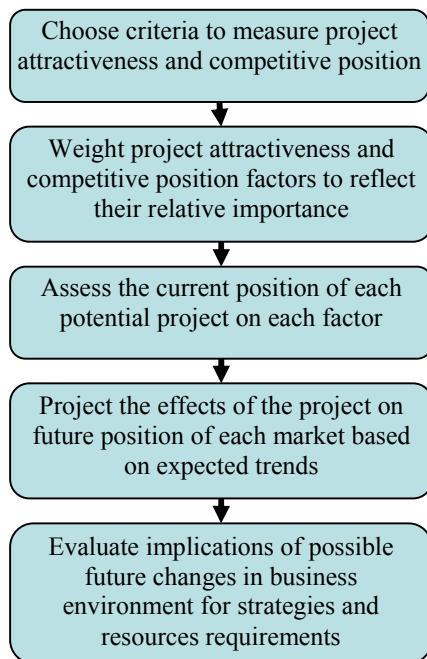 Choose criteria to measure project
attractiveness and competitive position
Weight project attractiveness and
competitive position factors to reflect
their relative importance
Assess the current position of each
potential project on each factor
Project the effects of the project on
future position of each market based
on expected trends
Evaluate implications of possible
future changes in business
environment for strategies and
resources requirements